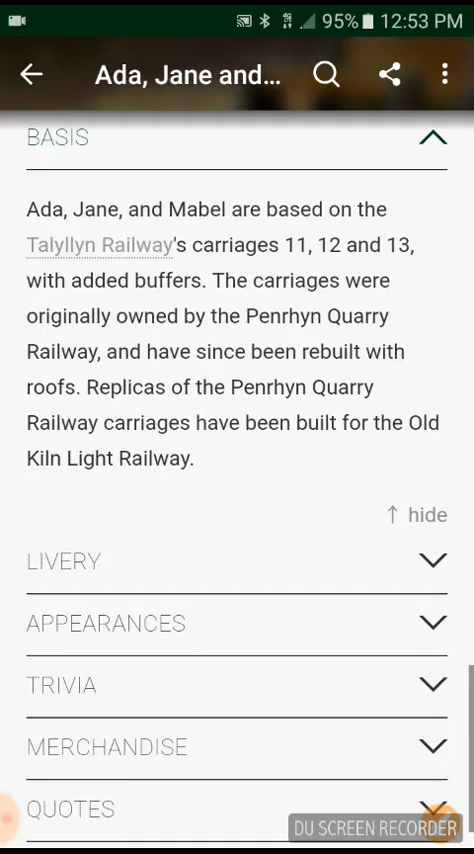 95% 12:53 PM
Ada, Jane and...
BASIS
Ada, Jane, and Mabel are based on the
Talyllyn Railway's carriages 11, 12 and 13,
with added buffers. The carriages were
originally owned by the Penrhyn Quarry
Railway, and have since been rebuilt with
roofs. Replicas of the Penrhyn Quarry
Railway carriages have been built for the Old
Kiln Light Railway.
↑ hide
LIVERY
APPEARANCES
TRIVIA
MERCHANDISE
QUOTES
DU SCREEN RECORDER